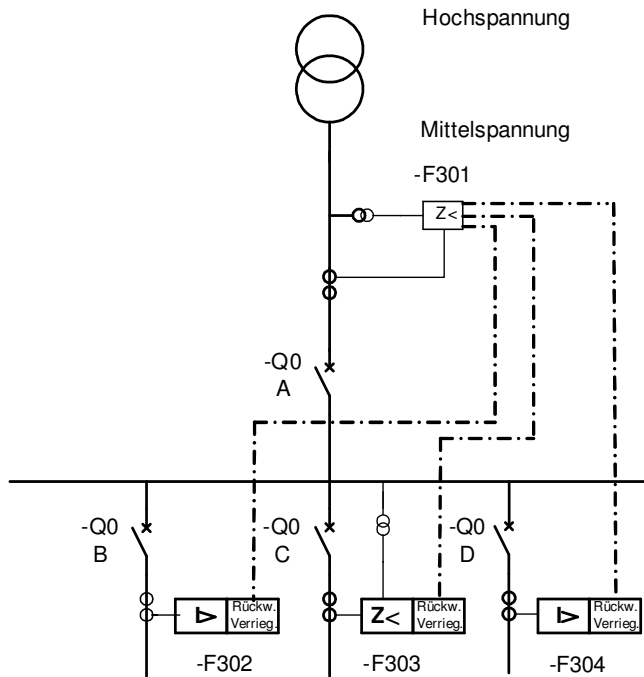 Hochspannung
Mittelspannung
-F301
Z<
-Q0
A
-Q0
B
-Q0
C
-Q0
D
I>
Rückw.
Verrieg.
Z<
Rückw.
Verrieg.
I>
Rückw.
Verrieg.
-F302
-F303
-F304